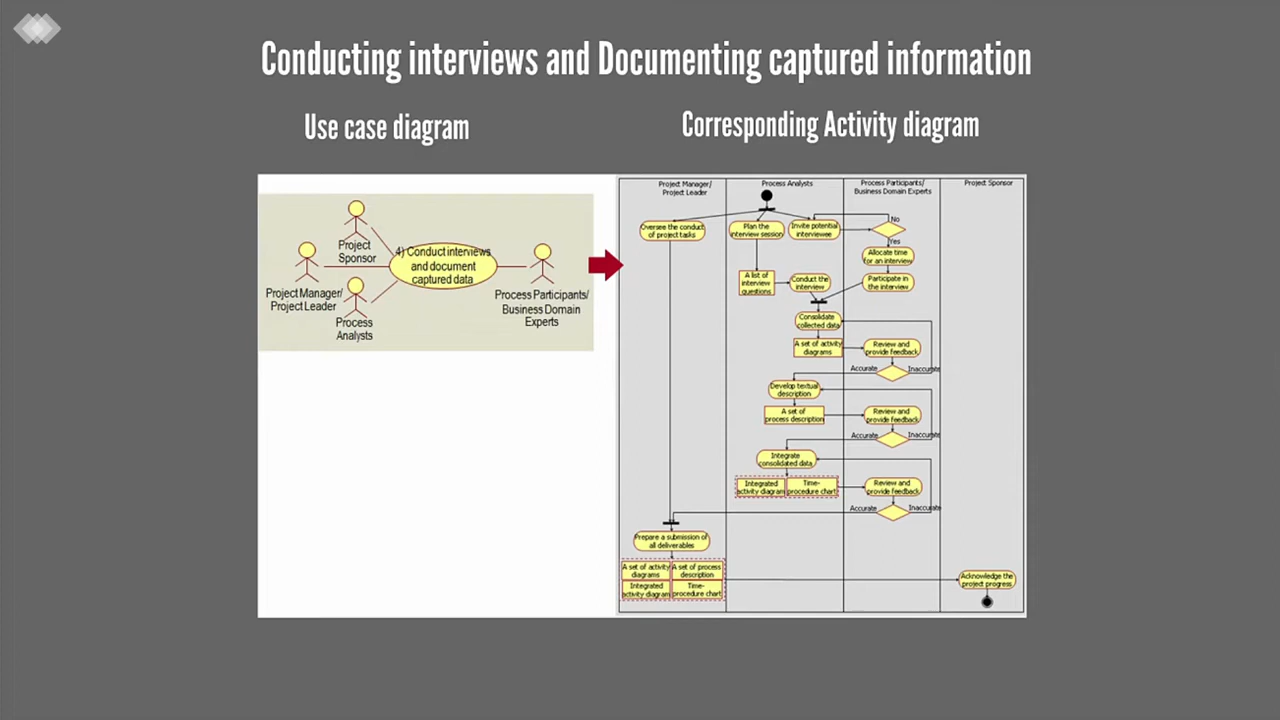 Conducting interviews and Documenting captured information
Use case diagram
Corresponding Activity diagram
Project
Sponsor
4) Conduct interviews
and document
captured data
Project Manager/
Project Leader
Process
Analysts
Process Participants/
Business Domain
Experts
Project Manager/
Project Leader
Process Analysts
Process Participants/
Business Domain Experts
Project Sponsor
Oversee the conduct
of project tasks
Plan the
interview session
Invite potential
interviewee
No
Yes
Allocate time
for an interview
A list of
interview
questions
Conduct the
interview
Participate in
the interview
Consolidate
collected data
A set of activity
diagrams
Review and
provide feedback
Accurate
Inaccurate
Develop textual
description
A set of
process description
Review and
provide feedback
Accurate
Inaccurate
Integrate
consolidated data
Integrated
activity diagram
Time-
procedure chart
Review and
provide feedback
Accurate
Inaccurate
Prepare a submission of
all deliverables
A set of activity
diagrams
A set of process
description
Integrated
activity diagram
Time-
procedure chart
Acknowledge the
project progress